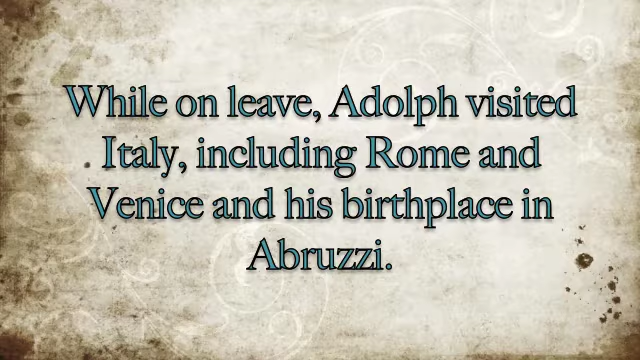 While on leave, Adolph visited
Italy, including Rome and
Venice and his birthplace in
Abruzzi.